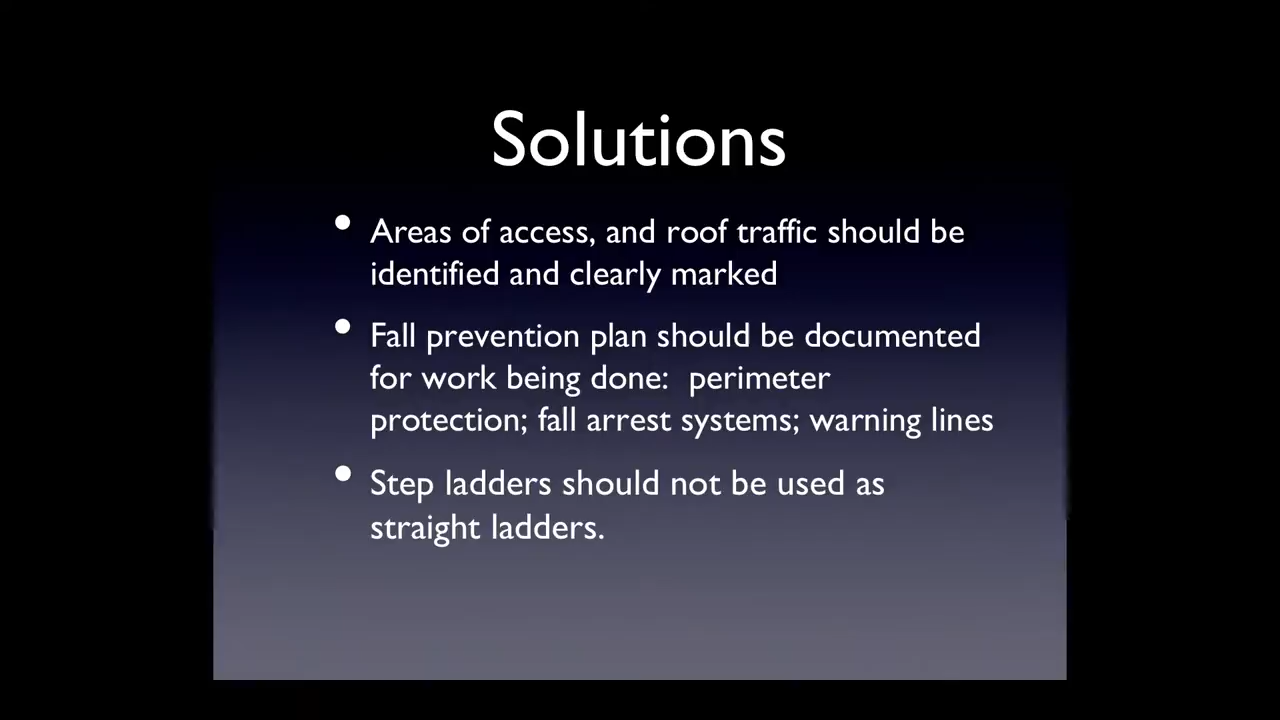 Solutions
• Areas of access, and roof traffic should be
identified and clearly marked
• Fall prevention plan should be documented
for work being done:  perimeter
protection; fall arrest systems; warning lines
• Step ladders should not be used as
straight ladders.